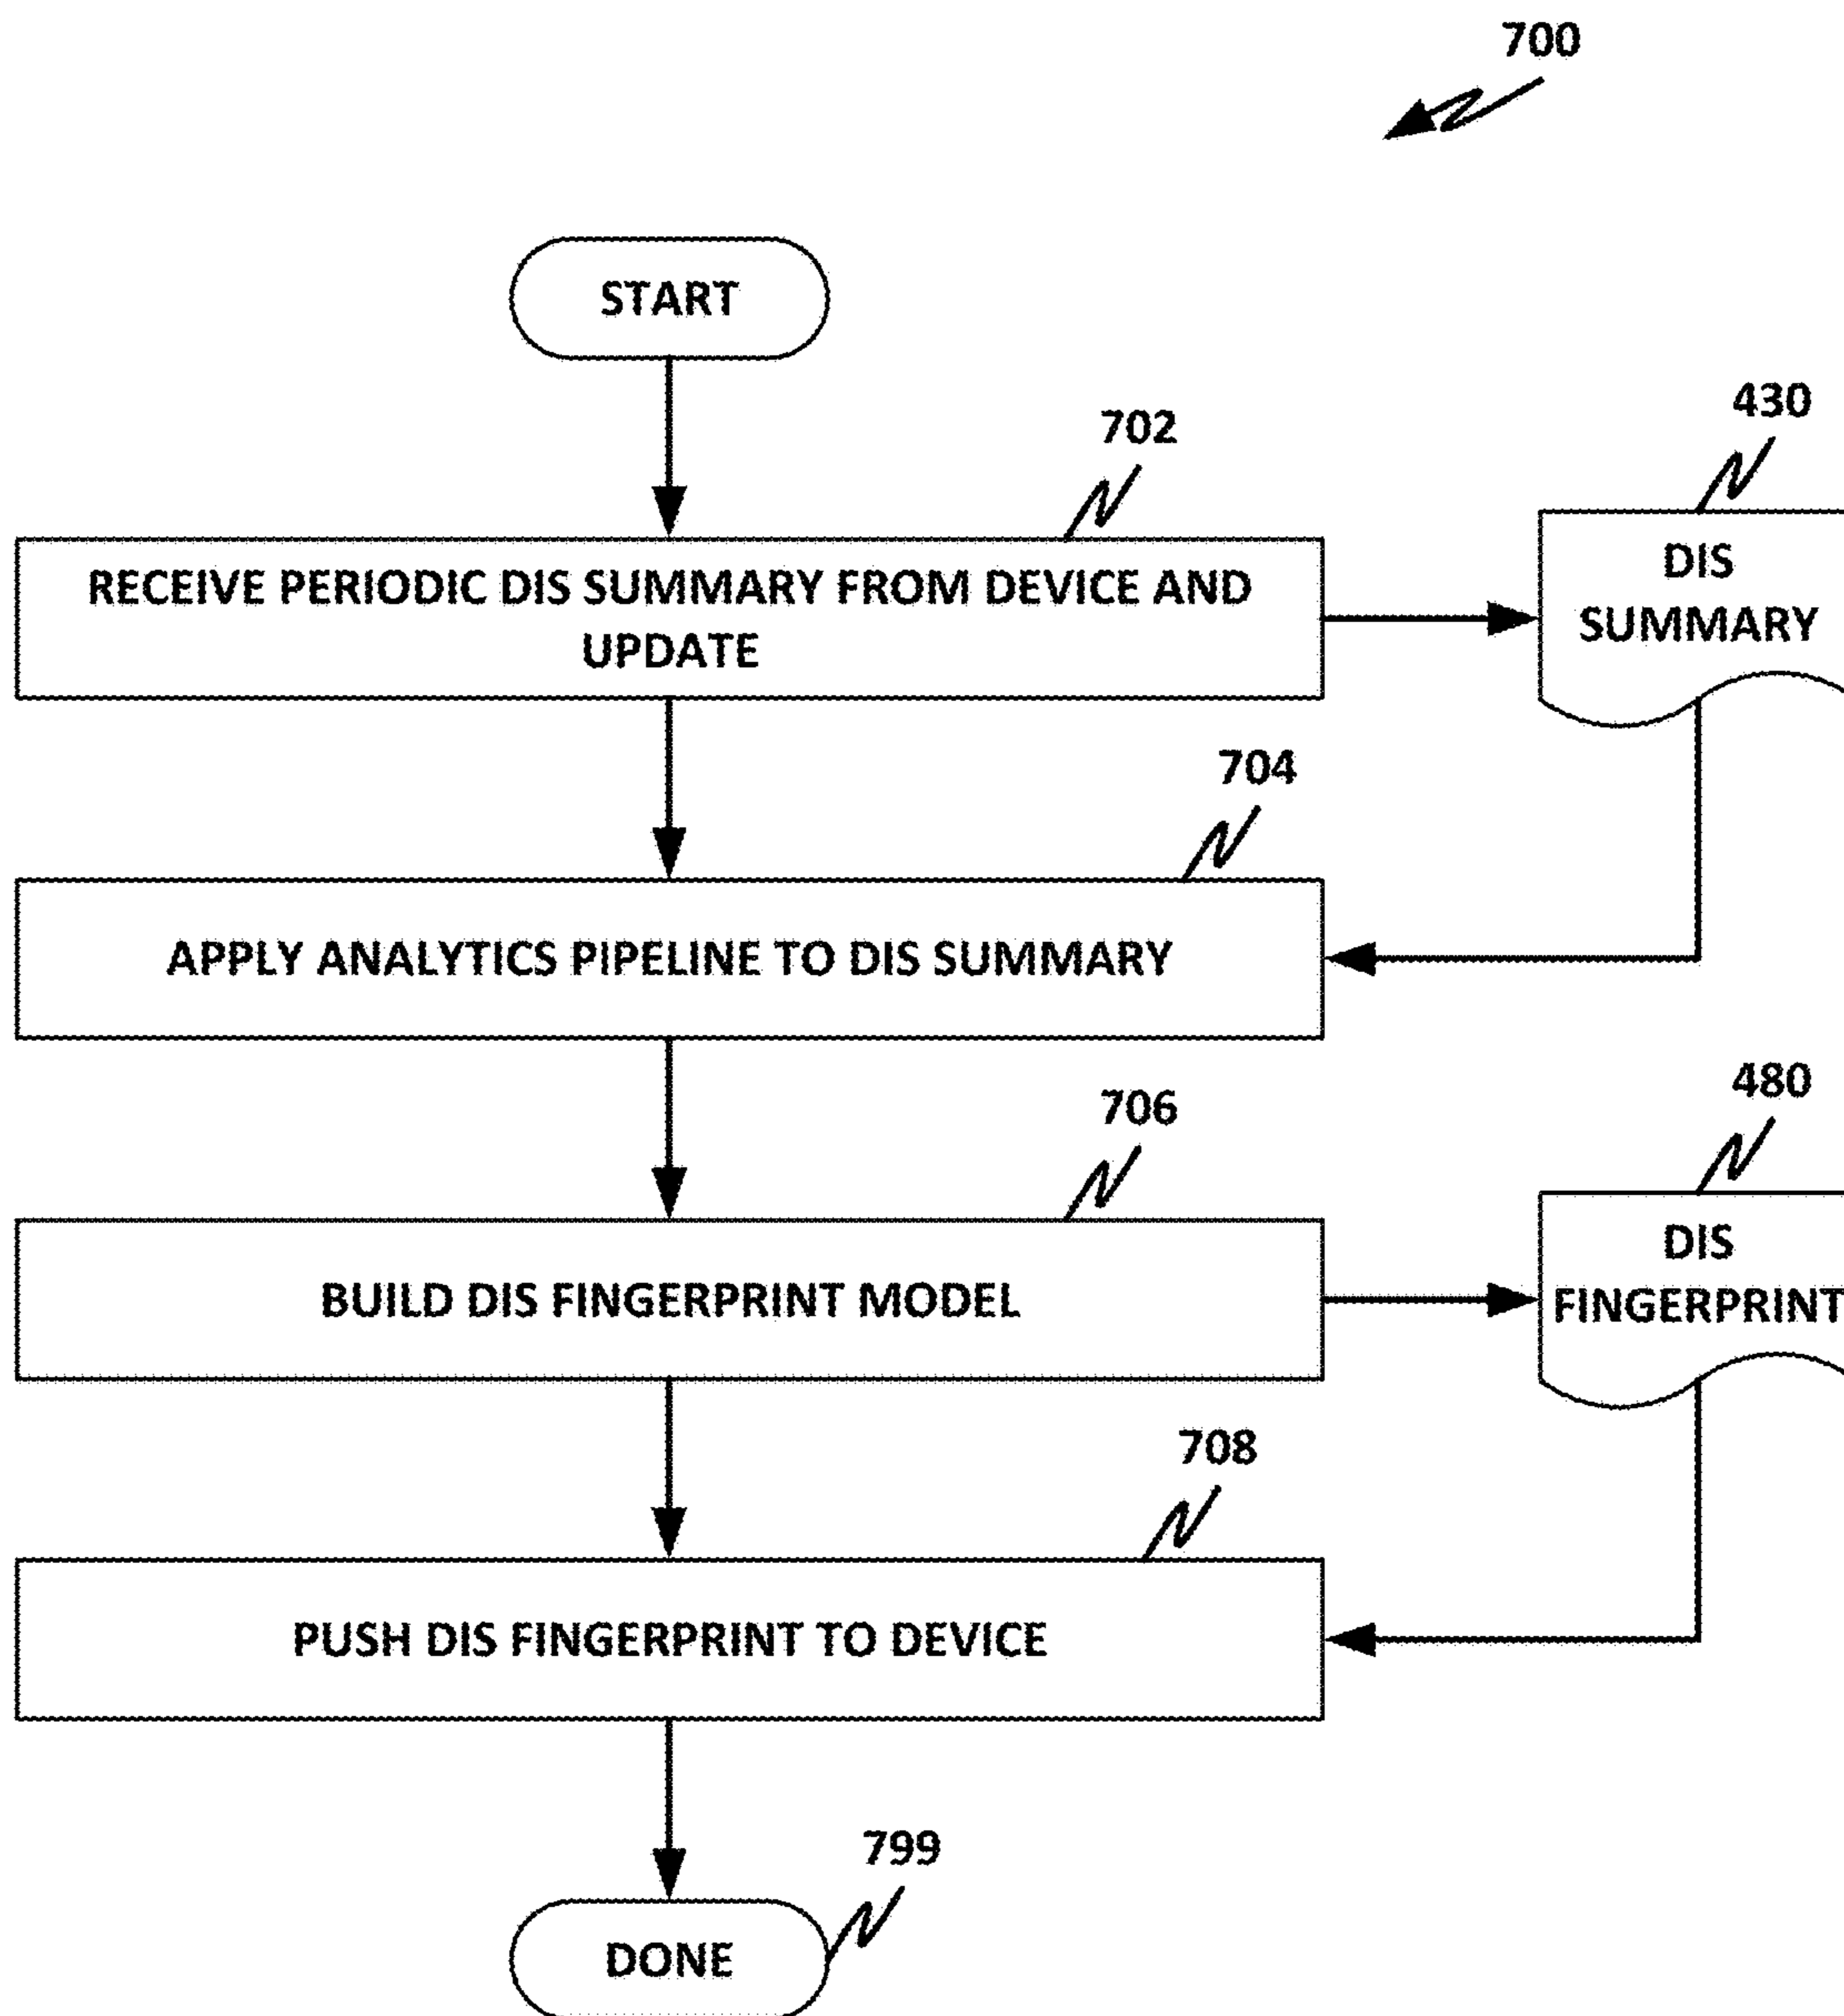 700
START
702
RECEIVE PERIODIC DIS SUMMARY FROM DEVICE AND
UPDATE
430
DIS
SUMMARY
704
APPLY ANALYTICS PIPELINE TO DIS SUMMARY
706
BUILD DIS FINGERPRINT MODEL
480
DIS
FINGERPRINT
708
PUSH DIS FINGERPRINT TO DEVICE
799
DONE